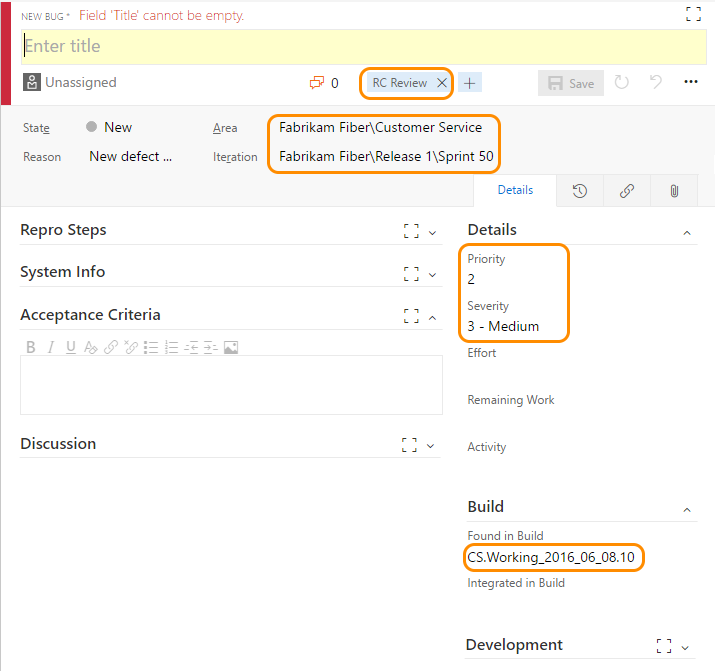 NEW BUG * Field 'Title' cannot be empty.
Enter title
Unassigned
0
RC Review
Save
State
New
Area
Fabrikam Fiber\Customer Service
Reason
New defect ...
Iteration
Fabrikam Fiber\Release 1\Sprint 50
Details
Repro Steps
System Info
Acceptance Criteria
B I U
Discussion
Details
Priority
2
Severity
3 - Medium
Effort
Remaining Work
Activity
Build
Found in Build
CS.Working_2016_06_08.10
Integrated in Build
Development